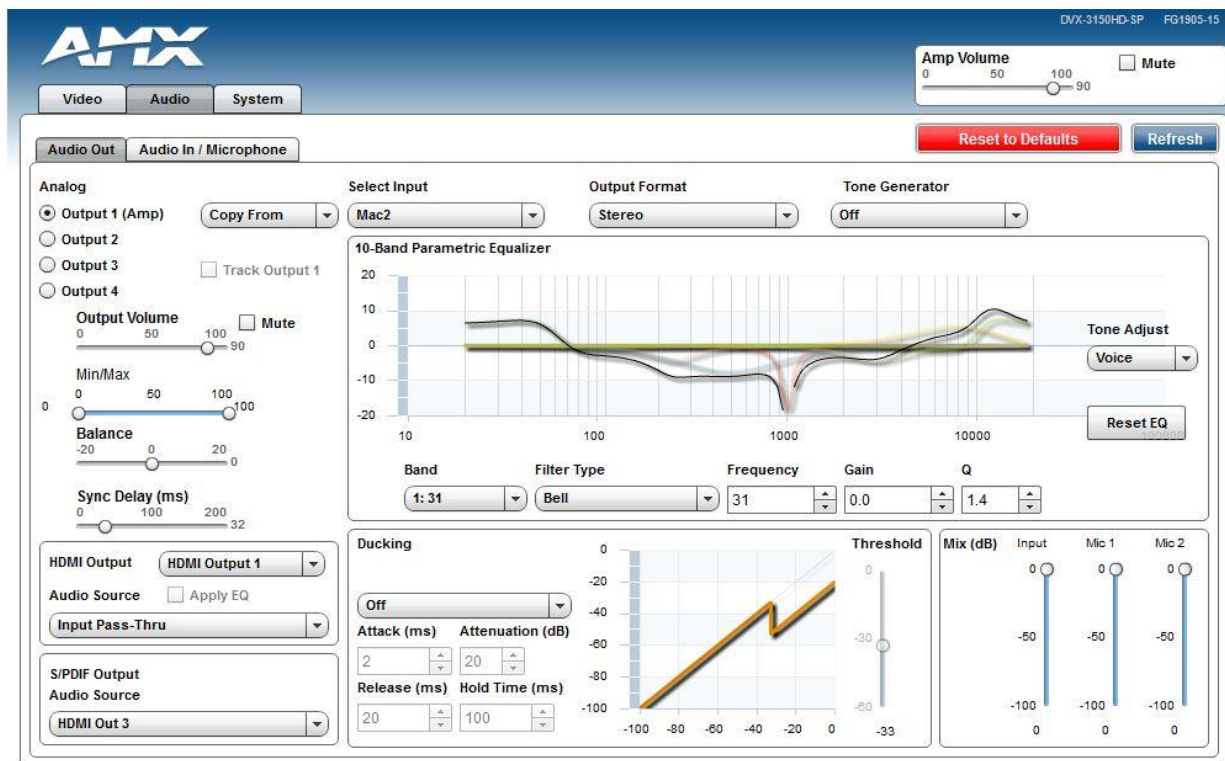 DVX-3150HD-SP FG1905-15
AMX
Amp Volume
0 50 100
Mute
90
Video Audio System
Reset to Defaults Refresh
Audio Out Audio In / Microphone
Analog Select Input Output Format Tone Generator
Output 1 (Amp) Copy From Mac2 Stereo Off
Output 2
Output 3 Track Output 1
Output 4
Output Volume Mute
0 50 100
90
Min/Max
0 50 100
0 100
Balance
-20 0 20
0
Sync Delay (ms)
0 100 200
32
10-Band Parametric Equalizer
20
10
0
-10
-20
10 100 1000 10000 100000
Tone Adjust
Voice
Reset EQ
Band Filter Type Frequency Gain Q
1: 31 Bell 31 0.0 1.4
HDMI Output HDMI Output 1
Audio Source Apply EQ
Input Pass-Thru
S/PDIF Output
Audio Source
HDMI Out 3
Ducking
Off
Attack (ms) Attenuation (dB)
2 20
Release (ms) Hold Time (ms)
20 100
0
-20
-40
-60
-80
-100
-100 -80 -60 -40 -20 0
Threshold
0
-30
-60
-33
Mix (dB) Input Mic 1 Mic 2
0 0 0
-50 -50 -50
-100 -100 -100
0 0 0